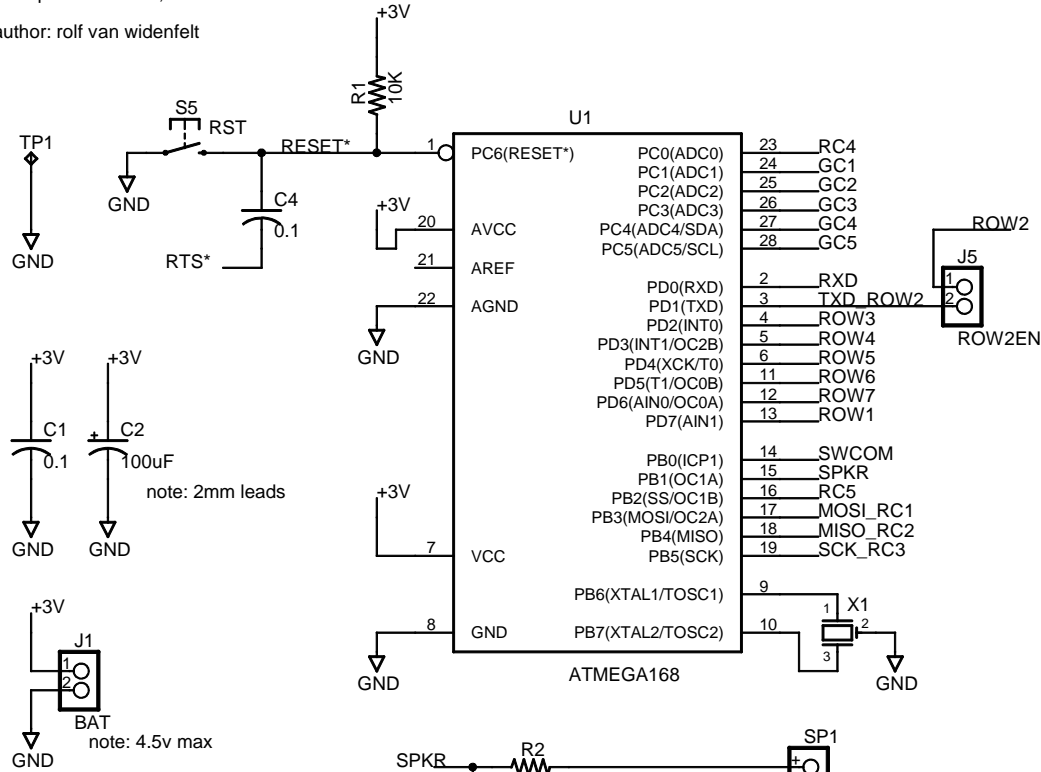 author: rolf van widenfelt
+3V
R1
10K
S5
RST
RESET*
TP1
GND
GND
C4
0.1
RTS*
U1
1
PC6(RESET*)
+3V
20
AVCC
21
AREF
22
AGND
GND
+3V
7
VCC
8
GND
GND
PC0(ADC0) 23 RC4
PC1(ADC1) 24 GC1
PC2(ADC2) 25 GC2
PC3(ADC3) 26 GC3
PC4(ADC4/SDA) 27 GC4
PC5(ADC5/SCL) 28 GC5
PD0(RXD) 2 RXD
PD1(TXD) 3 TXD_ROW2
PD2(INT0) 4 ROW3
PD3(INT1/OC2B) 5 ROW4
PD4(XCK/T0) 6 ROW5
PD5(T1/OC0B) 11 ROW6
PD6(AIN0/OC0A) 12 ROW7
PD7(AIN1) 13 ROW1
PB0(ICP1) 14 SWCOM
PB1(OC1A) 15 SPKR
PB2(SS/OC1B) 16 RC5
PB3(MOSI/OC2A) 17 MOSI_RC1
PB4(MISO) 18 MISO_RC2
PB5(SCK) 19 SCK_RC3
PB6(XTAL1/TOSC1) 9
PB7(XTAL2/TOSC2) 10
ATMEGA168
ROW2
J5
1
2
ROW2EN
X1
1
2
3
GND
+3V
C1
0.1
GND
+3V
+
C2
100uF
note: 2mm leads
GND
+3V
J1
1
2
BAT
note: 4.5v max
GND
SPKR
R2
SP1
+